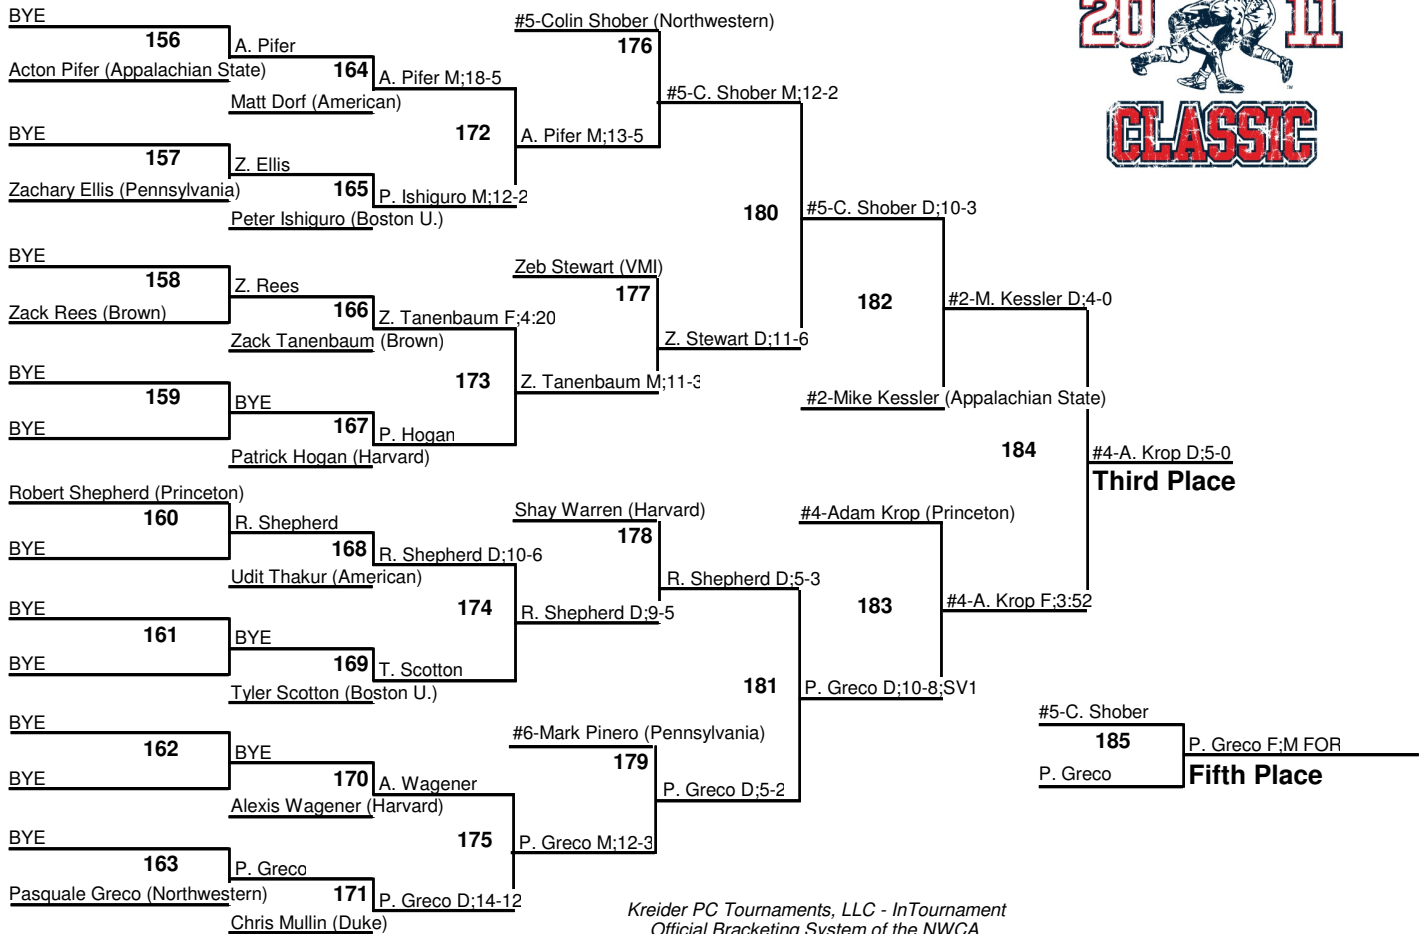 BYE
156
Acton Pifer (Appalachian State)
A. Pifer
164
Matt Dorf (American)
A. Pifer M;18-5
BYE
157
Zachary Ellis (Pennsylvania)
Z. Ellis
165
Peter Ishiguro (Boston U.)
P. Ishiguro M;12-2
172
A. Pifer M;13-5
#5-Colin Shober (Northwestern)
176
#5-C. Shober M;12-2
BYE
158
Zack Rees (Brown)
Z. Rees
166
Zack Tanenbaum (Brown)
Z. Tanenbaum F;4:20
BYE
159
BYE
BYE
167
Patrick Hogan (Harvard)
P. Hogan
173
Z. Tanenbaum M;11-3
Zeb Stewart (VMI)
177
Z. Stewart D;11-6
180
#5-C. Shober D;10-3
182
#2-Mike Kessler (Appalachian State)
#2-M. Kessler D;4-0
Robert Shepherd (Princeton)
160
BYE
R. Shepherd
168
Udit Thakur (American)
R. Shepherd D;10-6
BYE
161
BYE
BYE
169
Tyler Scotton (Boston U.)
T. Scotton
174
R. Shepherd D;9-5
Shay Warren (Harvard)
178
R. Shepherd D;5-3
BYE
162
BYE
BYE
170
Alexis Wagener (Harvard)
A. Wagener
BYE
163
Pasquale Greco (Northwestern)
P. Greco
171
Chris Mullin (Duke)
P. Greco D;14-12
175
P. Greco M;12-3
#6-Mark Pinero (Pennsylvania)
179
P. Greco D;5-2
181
P. Greco D;10-8;SV1
#4-Adam Krop (Princeton)
183
#4-A. Krop F;3:52
184
#4-A. Krop D;5-0
Third Place
#5-C. Shober
185
P. Greco
P. Greco F;M FOR
Fifth Place
2011
CLASSIC
Kreider PC Tournaments, LLC - InTournament
Official Bracketing System of the NWCA